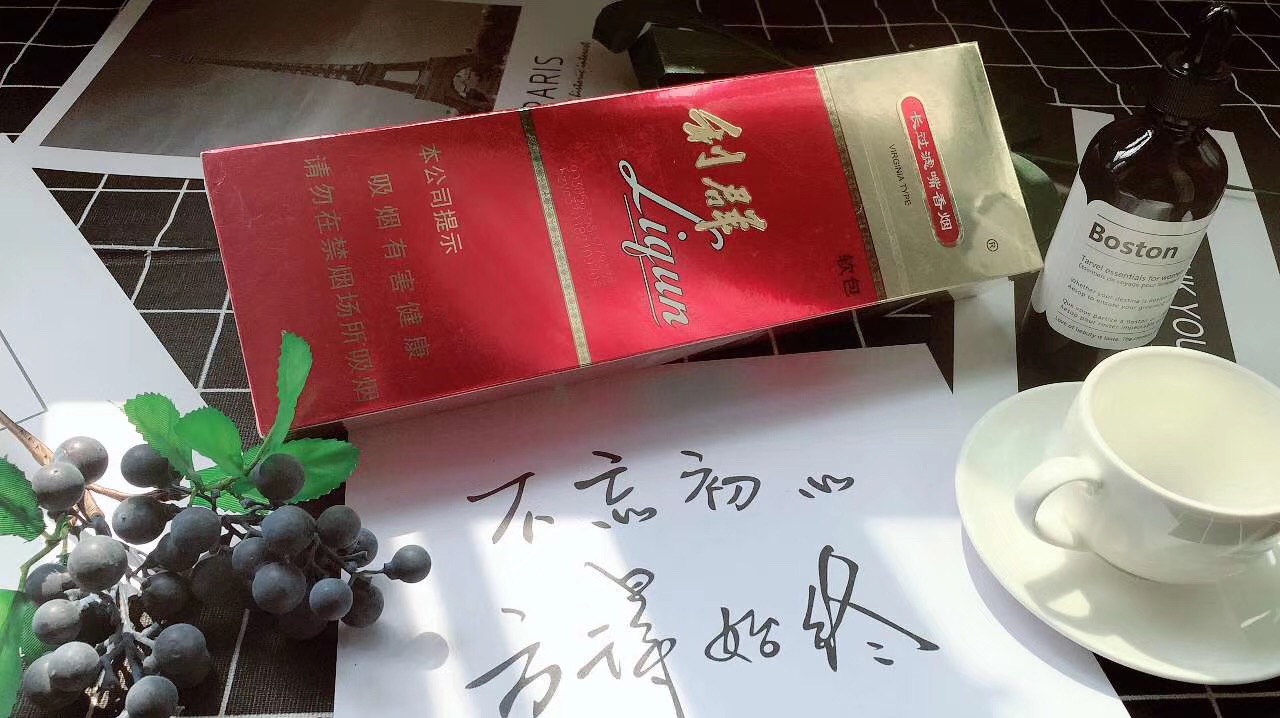 PARIS
利群
Liqun
软包
长过滤嘴香烟
VIRGINIA TYPE
®
本公司提示
吸烟有害健康
请勿在禁烟场所吸烟
Boston
Tarvel essentials for women
不忘初心
方得始终